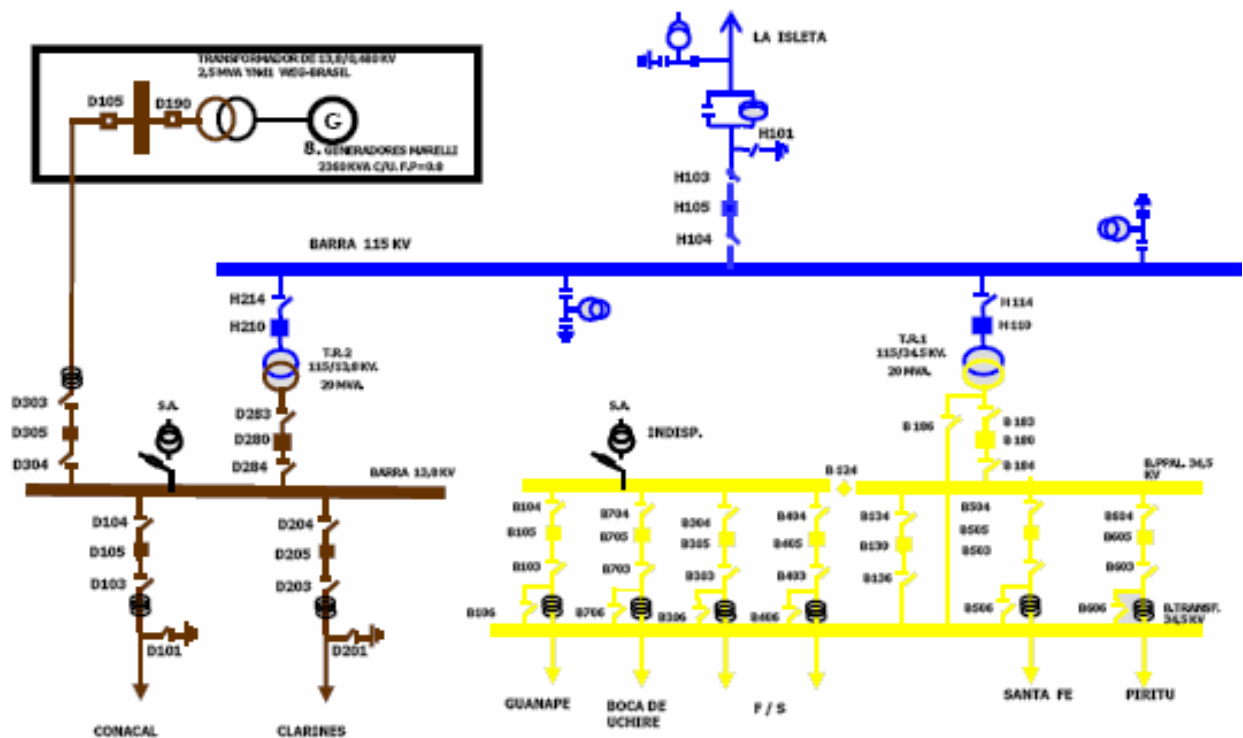 LA ISLETA
TRANSFORMADOR DE 13,8/0,480 KV
2,5 MVA YNd1 WEG-BRASIL
D105
D190
G
8. GENERADORES MARELLI
2360 KVA C/U. F.P=0.8
H101
H103
H105
H104
BARRA 115 KV
H214
H210
T.R.2
115/13,8 KV.
20 MVA.
H114
H110
T.R.1
115/34.5 KV.
20 MVA.
D303
D305
D304
S.A.
D283
D280
D284
BARRA 13,8 KV
S.A.
INDISP.
B 186
B 183
B 180
B 184
B 124
B.PPAL. 34,5
KV
D104
D105
D103
D101
D204
D205
D203
D201
B104
B105
B103
B106
B704
B705
B703
B706
B304
B305
B303
B306
B404
B405
B403
B406
B134
B130
B136
B504
B505
B503
B506
B604
B605
B603
B606
B.TRANSF.
34,5 KV
CONACAL
CLARINES
GUANAPE
BOCA DE
UCHIRE
F / S
SANTA FE
PIRITU